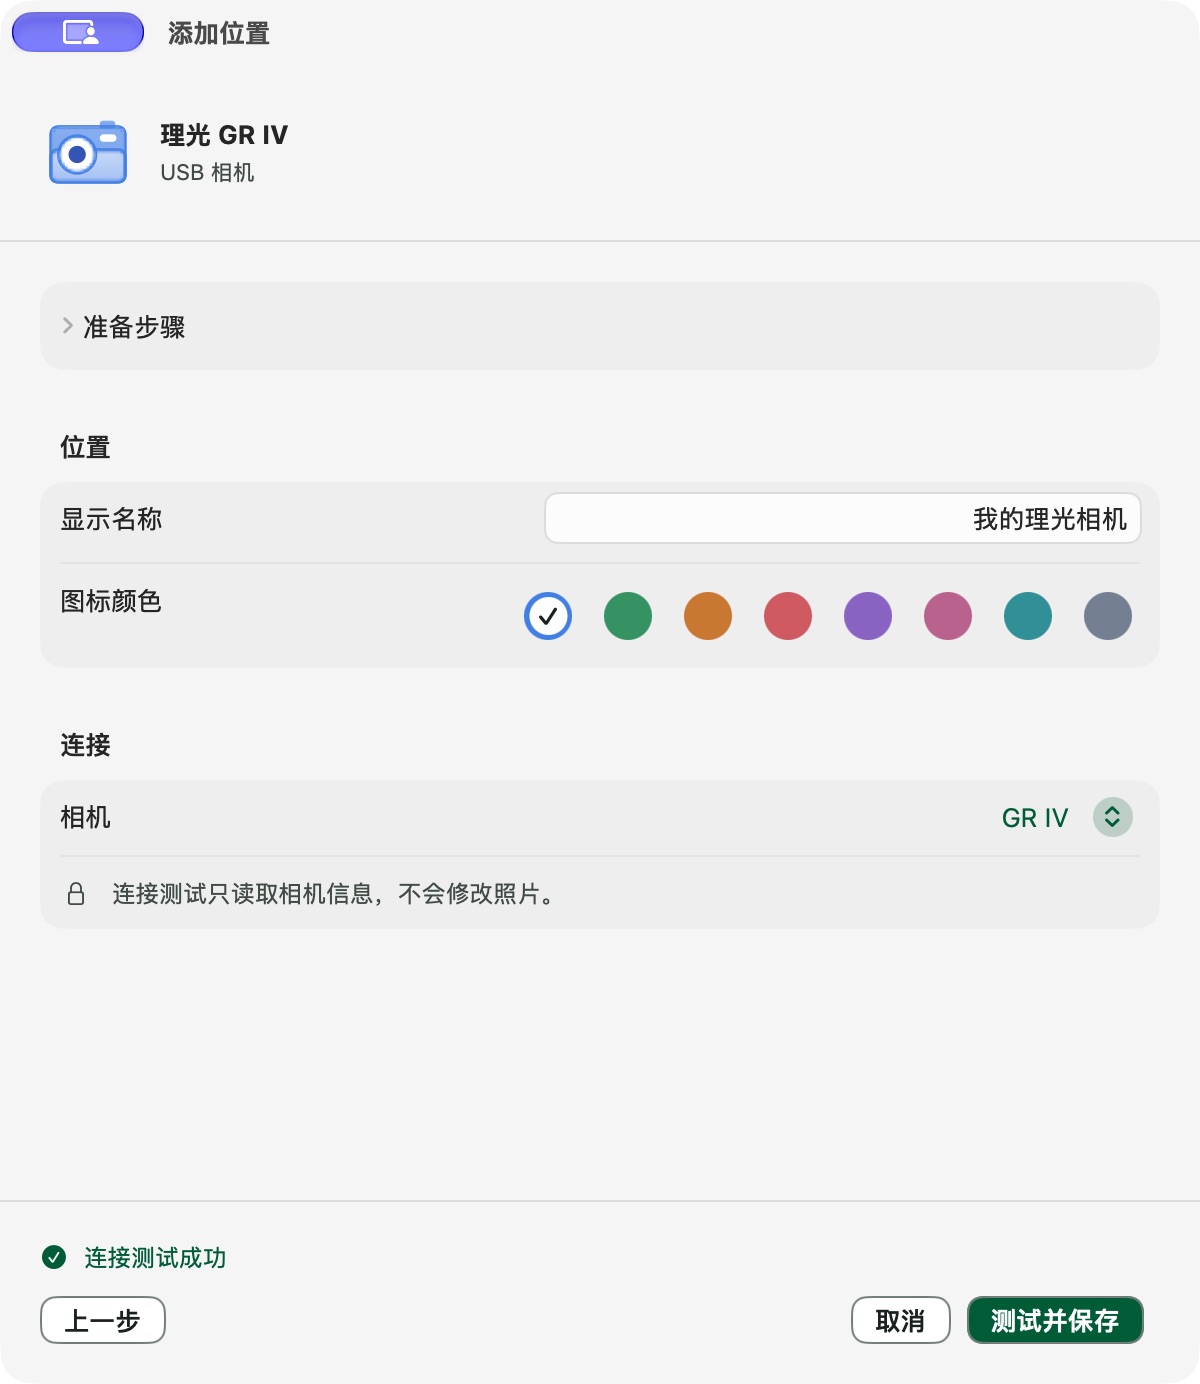 添加位置
理光 GR IV
USB 相机
准备步骤
位置
显示名称
我的理光相机
图标颜色
连接
相机
GR IV
连接测试只读取相机信息，不会修改照片。
连接测试成功
上一步
取消
测试并保存